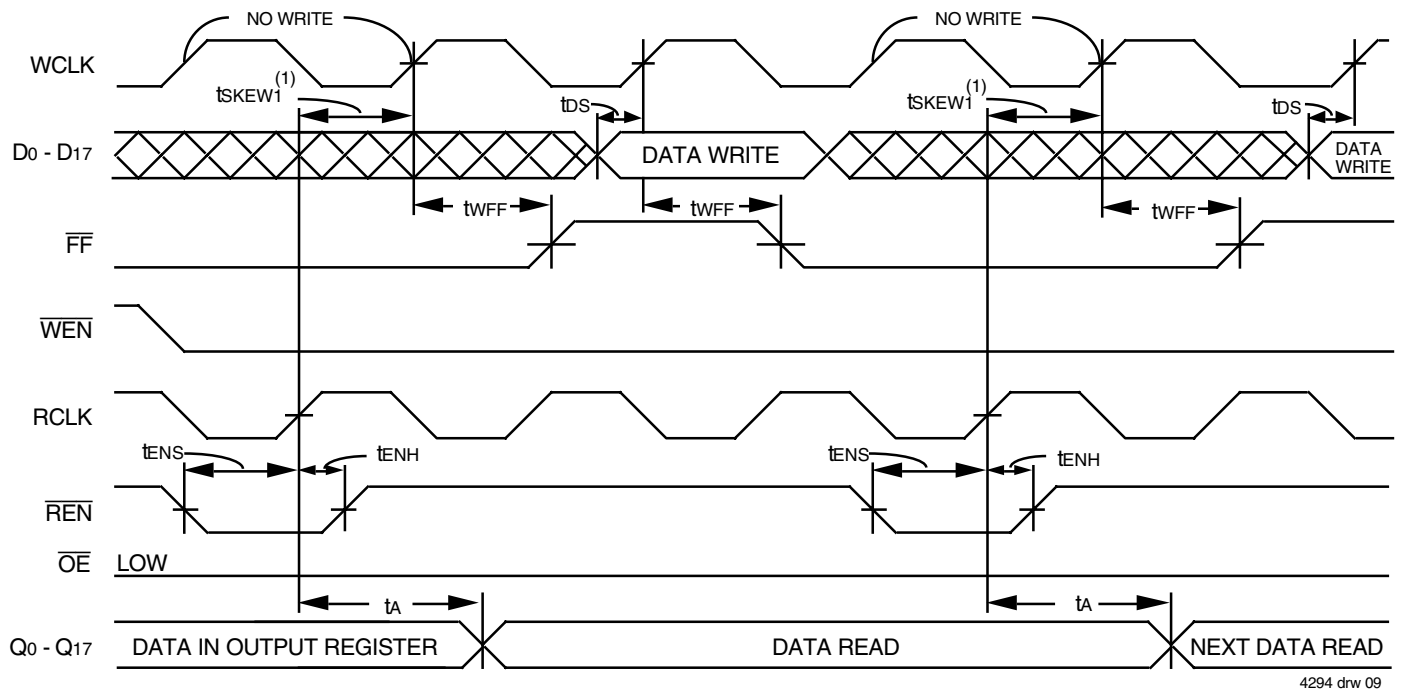 NO WRITE NO WRITE
WCLK
tSKEW1(1) tDS tSKEW1(1) tDS
D0 - D17 DATA WRITE DATA WRITE
tWFF tWFF tWFF
FF
WEN
RCLK
tENS tENH tENS tENH
REN
OE LOW
tA tA
Q0 - Q17 DATA IN OUTPUT REGISTER DATA READ NEXT DATA READ
4294 drw 09